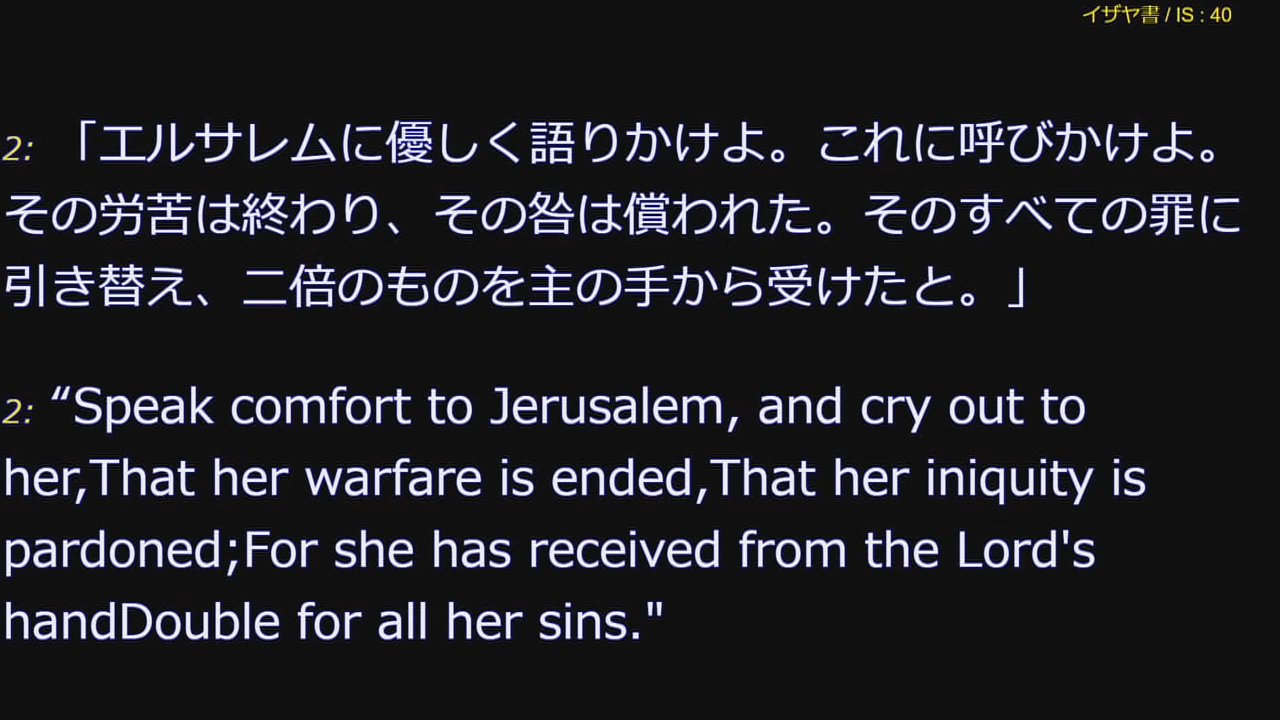 イザヤ書 / IS : 40
2: 「エルサレムに優しく語りかけよ。これに呼びかけよ。
その労苦は終わり、その咎は償われた。そのすべての罪に
引き替え、二倍のものを主の手から受けたと。」
2: “Speak comfort to Jerusalem, and cry out to
her,That her warfare is ended,That her iniquity is
pardoned;For she has received from the Lord's
handDouble for all her sins."